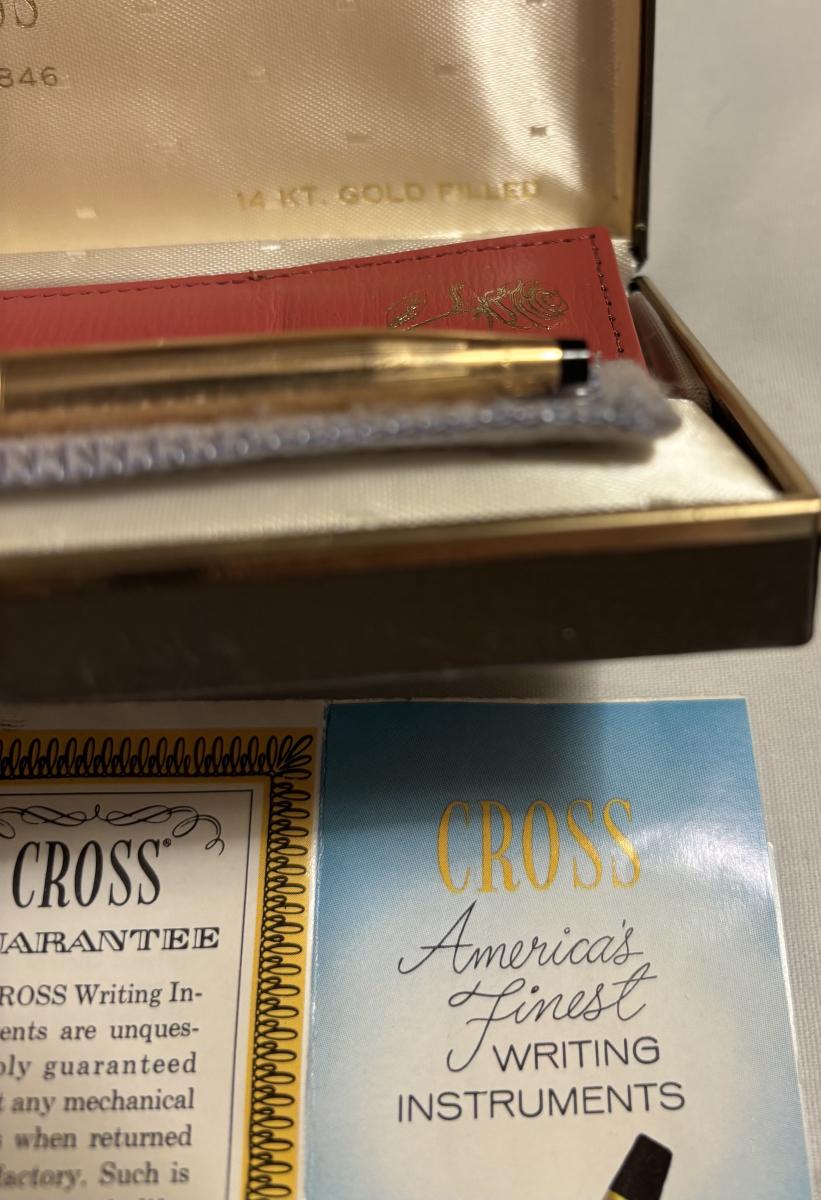 846
14 KT. GOLD FILLED
CROSS®
UARANTEE
ROSS Writing In-
ents are unques-
bly guaranteed
t any mechanical
s when returned
factory. Such is
CROSS
America's
Finest
WRITING
INSTRUMENTS